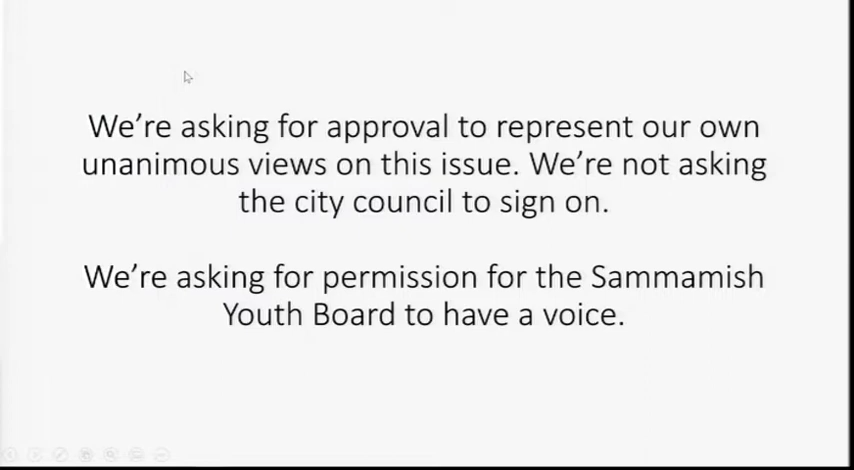 We’re asking for approval to represent our own
unanimous views on this issue. We’re not asking
the city council to sign on.
We’re asking for permission for the Sammamish
Youth Board to have a voice.